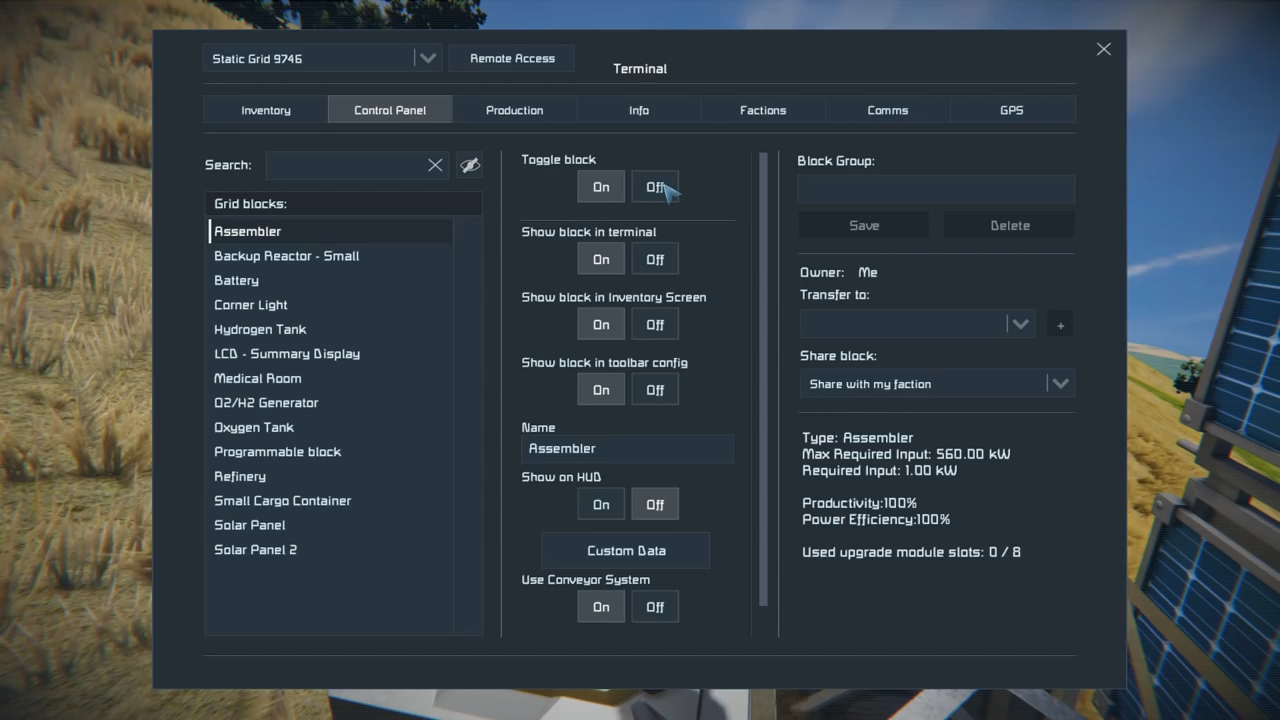 Static Grid 9746
Remote Access
Terminal
Inventory
Control Panel
Production
Info
Factions
Comms
GPS
Search:
Grid blocks:
Assembler
Backup Reactor - Small
Battery
Corner Light
Hydrogen Tank
LCD - Summary Display
Medical Room
O2/H2 Generator
Oxygen Tank
Programmable block
Refinery
Small Cargo Container
Solar Panel
Solar Panel 2
Toggle block
On Off
Show block in terminal
On Off
Show block in Inventory Screen
On Off
Show block in toolbar config
On Off
Name
Assembler
Show on HUD
On Off
Custom Data
Use Conveyor System
On Off
Block Group:
Save Delete
Owner: Me
Transfer to:
+
Share block:
Share with my faction
Type: Assembler
Max Required Input: 560.00 kW
Required Input: 1.00 kW
Productivity:100%
Power Efficiency:100%
Used upgrade module slots: 0 / 8